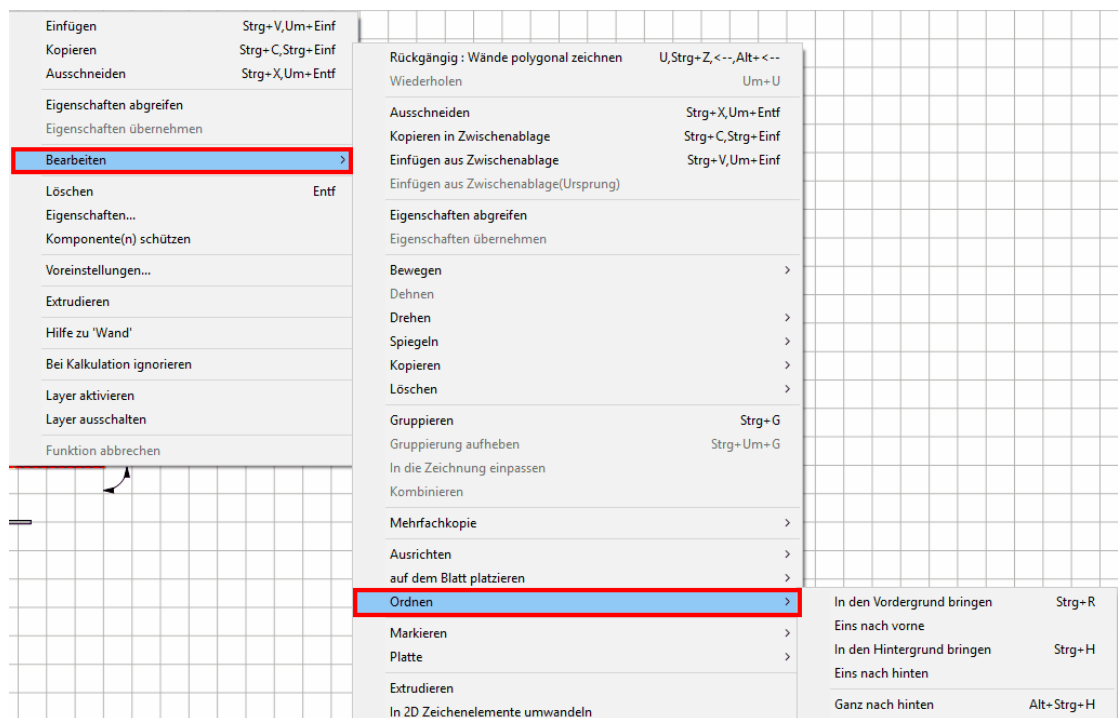 Einfügen Strg+V,Um+Einf
Kopieren Strg+C,Strg+Einf
Ausschneiden Strg+X,Um+Entf
Eigenschaften abgreifen
Eigenschaften übernehmen
Bearbeiten
Löschen Entf
Eigenschaften...
Komponente(n) schützen
Voreinstellungen...
Extrudieren
Hilfe zu 'Wand'
Bei Kalkulation ignorieren
Layer aktivieren
Layer ausschalten
Funktion abbrechen
Rückgängig : Wände polygonal zeichnen U,Strg+Z,<--,Alt+<--
Wiederholen Um+U
Ausschneiden Strg+X,Um+Entf
Kopieren in Zwischenablage Strg+C,Strg+Einf
Einfügen aus Zwischenablage Strg+V,Um+Einf
Einfügen aus Zwischenablage(Ursprung)
Eigenschaften abgreifen
Eigenschaften übernehmen
Bewegen
Dehnen
Drehen
Spiegeln
Kopieren
Löschen
Gruppieren Strg+G
Gruppierung aufheben Strg+Um+G
In die Zeichnung einpassen
Kombinieren
Mehrfachkopie
Ausrichten
auf dem Blatt platzieren
Ordnen
Markieren
Platte
Extrudieren
In 2D Zeichenelemente umwandeln
In den Vordergrund bringen Strg+R
Eins nach vorne
In den Hintergrund bringen Strg+H
Eins nach hinten
Ganz nach hinten Alt+Strg+H